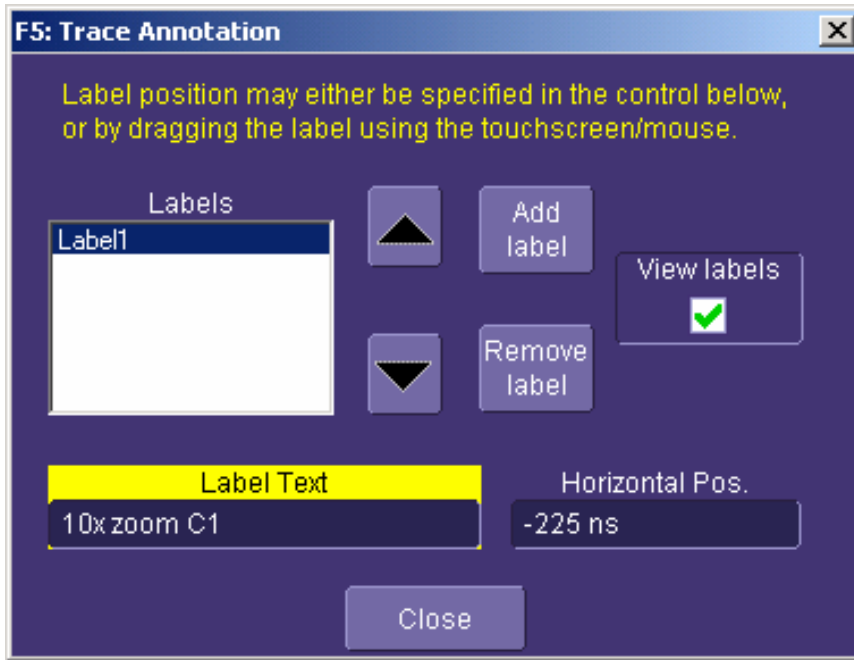 F5: Trace Annotation
Label position may either be specified in the control below,
or by dragging the label using the touchscreen/mouse.
Labels
Label1
Add
label
View labels
Remove
label
Label Text
10x zoom C1
Horizontal Pos.
-225 ns
Close